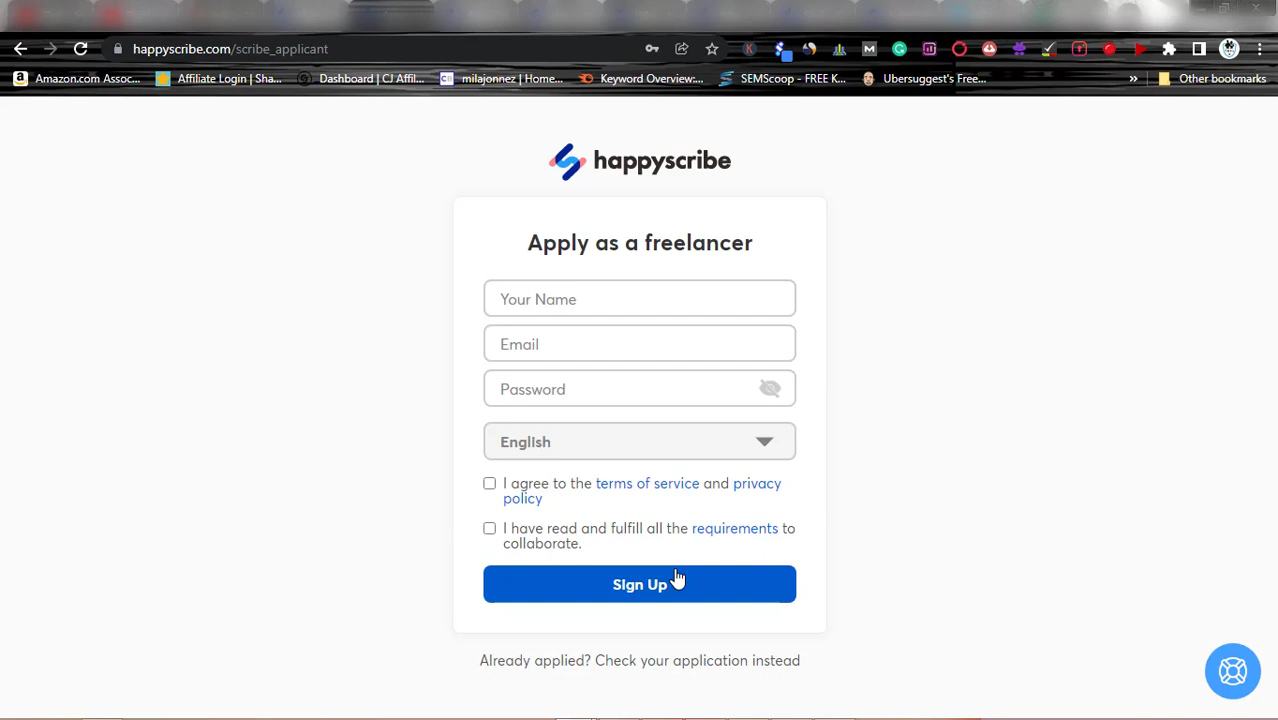 happyscribe.com/scribe_applicant
Amazon.com Assoc...
Affiliate Login | Sha...
Dashboard | CJ Affil...
milajonnez | Home...
Keyword Overview:...
SEMScoop - FREE K...
Ubersuggest's Free...
»
Other bookmarks
happyscribe
Apply as a freelancer
Your Name
Email
Password
English
I agree to the terms of service and privacy
policy
I have read and fulfill all the requirements to
collaborate.
Sign Up
Already applied? Check your application instead